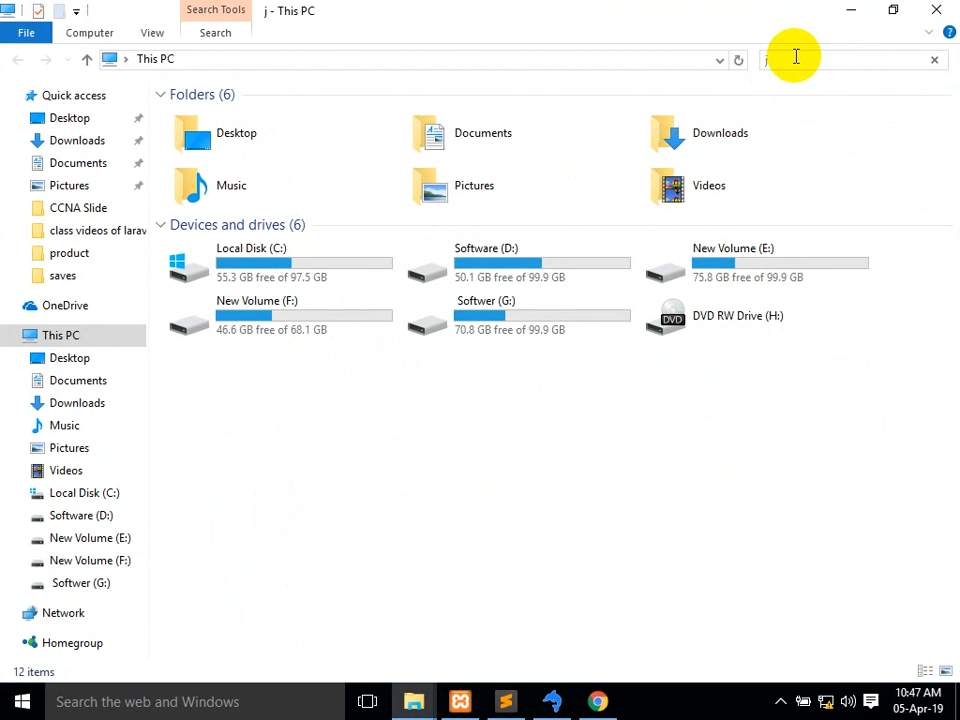 Search Tools
j - This PC
File
Computer
View
Search
This PC
j
Quick access
Desktop
Downloads
Documents
Pictures
CCNA Slide
class videos of larav
product
saves
OneDrive
This PC
Desktop
Documents
Downloads
Music
Pictures
Videos
Local Disk (C:)
Software (D:)
New Volume (E:)
New Volume (F:)
Softwer (G:)
Network
Homegroup
Folders (6)
Desktop
Documents
Downloads
Music
Pictures
Videos
Devices and drives (6)
Local Disk (C:)
55.3 GB free of 97.5 GB
Software (D:)
50.1 GB free of 99.9 GB
New Volume (E:)
75.8 GB free of 99.9 GB
New Volume (F:)
46.6 GB free of 68.1 GB
Softwer (G:)
70.8 GB free of 99.9 GB
DVD
DVD RW Drive (H:)
12 items
Search the web and Windows
10:47 AM
05-Apr-19